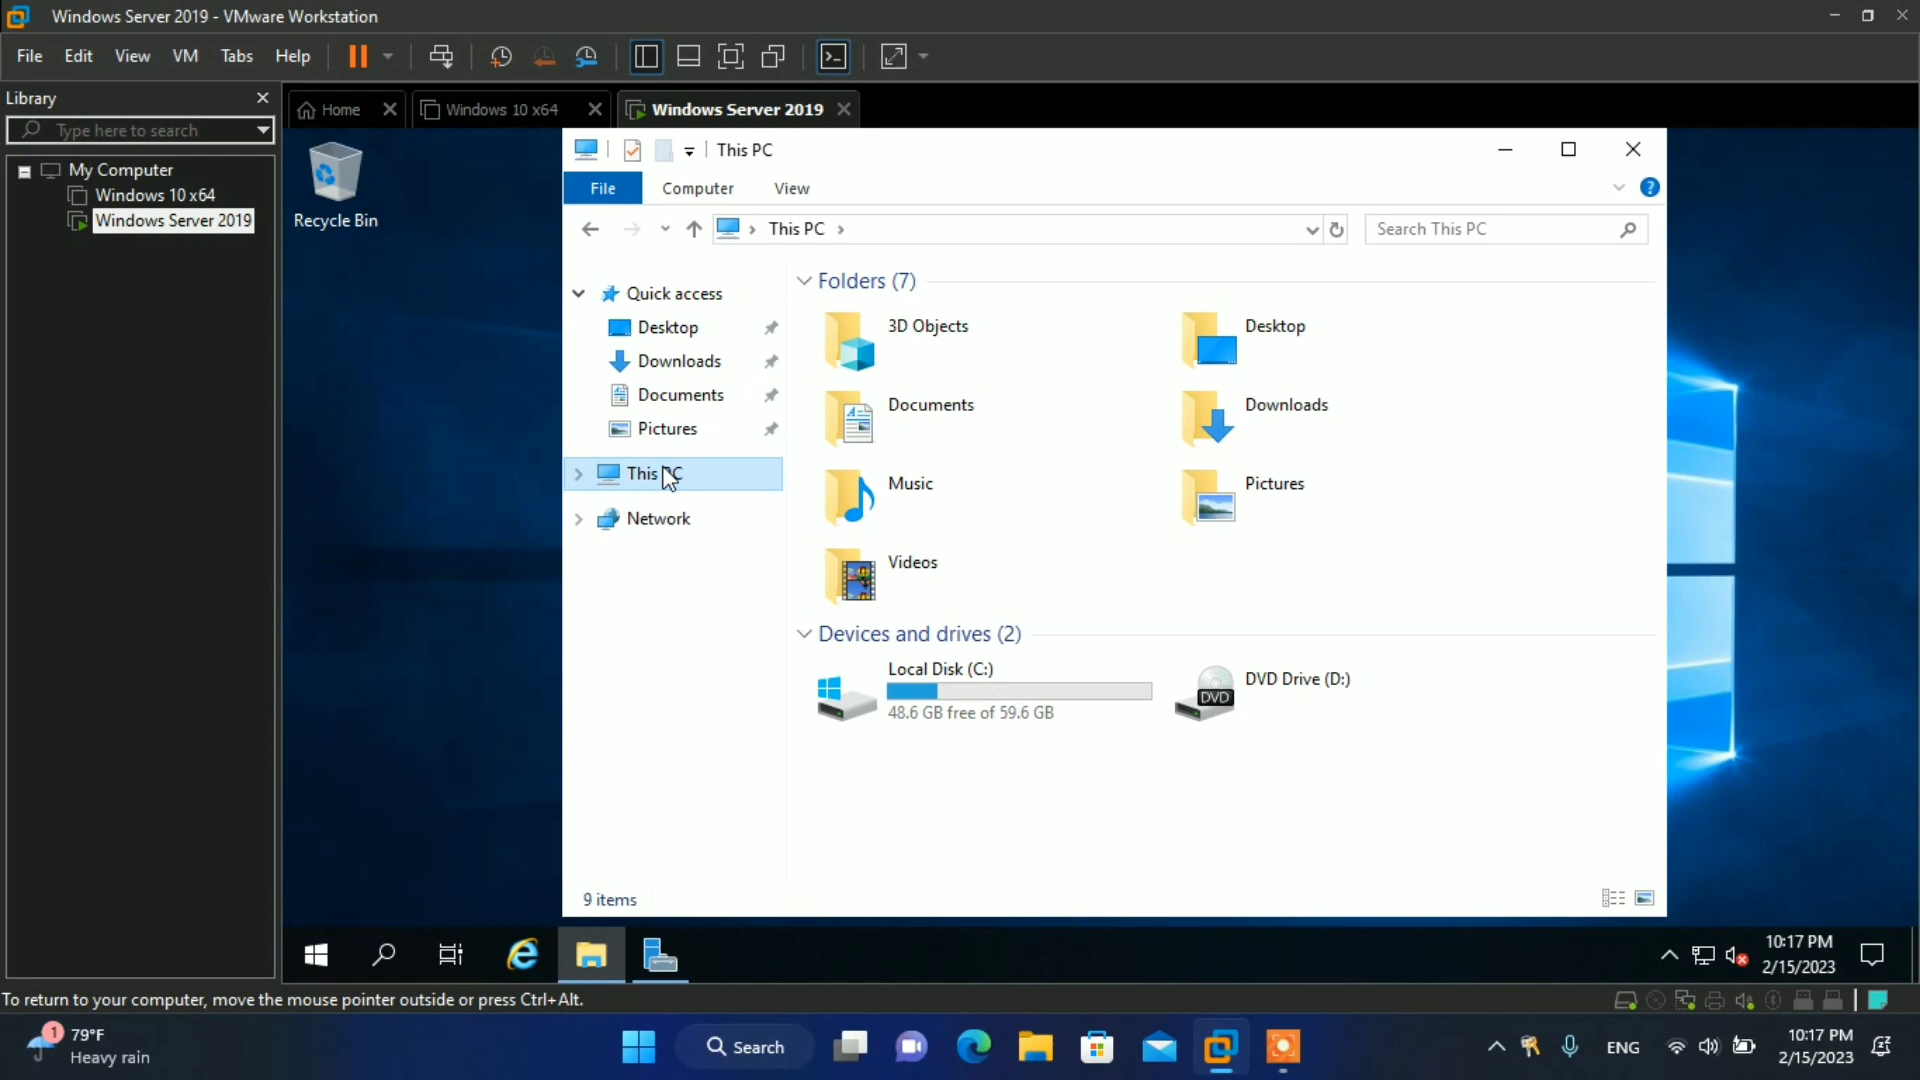 Windows Server 2019 - VMware Workstation
File Edit View VM Tabs Help
Library
Type here to search
My Computer
Windows 10 x64
Windows Server 2019
Home
Windows 10 x64
Windows Server 2019
Recycle Bin
This PC
File Computer View
This PC
Search This PC
Quick access
Desktop
Downloads
Documents
Pictures
This PC
Network
Folders (7)
3D Objects
Desktop
Documents
Downloads
Music
Pictures
Videos
Devices and drives (2)
Local Disk (C:)
48.6 GB free of 59.6 GB
DVD
DVD Drive (D:)
9 items
10:17 PM
2/15/2023
To return to your computer, move the mouse pointer outside or press Ctrl+Alt.
1
79°F
Heavy rain
Search
ENG
10:17 PM
2/15/2023